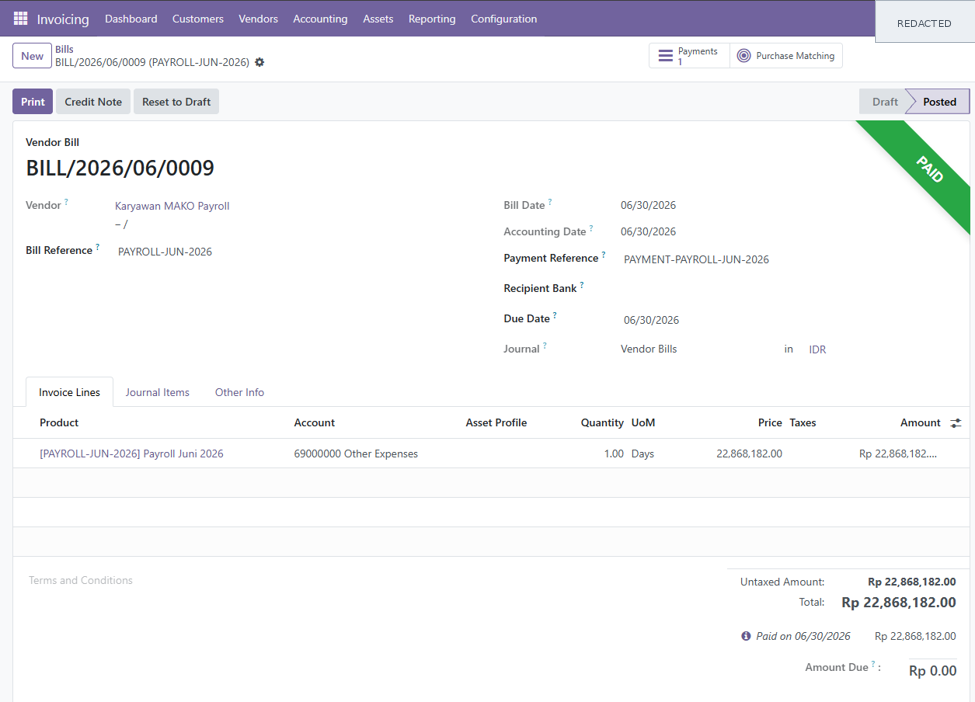 Invoicing Dashboard Customers Vendors Accounting Assets Reporting Configuration REDACTED
New Bills
BILL/2026/06/0009 (PAYROLL-JUN-2026)
Payments 1
Purchase Matching
Print Credit Note Reset to Draft Draft Posted
PAID
Vendor Bill
BILL/2026/06/0009
Vendor ? Karyawan MAKO Payroll
– /
Bill Reference ? PAYROLL-JUN-2026
Bill Date ? 06/30/2026
Accounting Date ? 06/30/2026
Payment Reference ? PAYMENT-PAYROLL-JUN-2026
Recipient Bank ?
Due Date ? 06/30/2026
Journal ? Vendor Bills in IDR
Invoice Lines Journal Items Other Info
Product Account Asset Profile Quantity UoM Price Taxes Amount
[PAYROLL-JUN-2026] Payroll Juni 2026 69000000 Other Expenses 1.00 Days 22,868,182.00 Rp 22,868,182....
Terms and Conditions
Untaxed Amount: Rp 22,868,182.00
Total: Rp 22,868,182.00
Paid on 06/30/2026 Rp 22,868,182.00
Amount Due ? : Rp 0.00